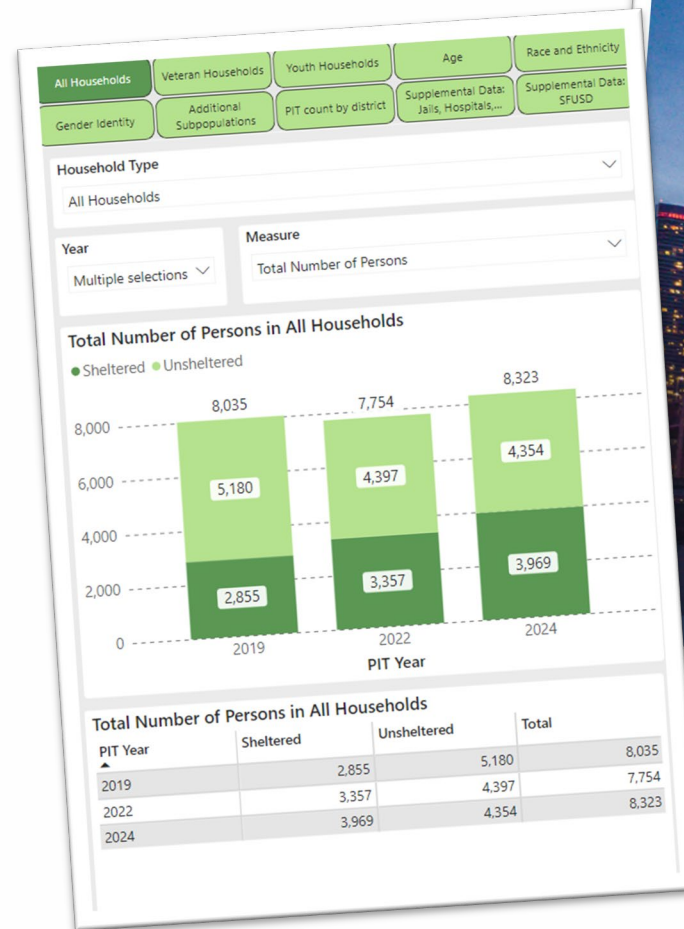 All Households
Veteran Households
Youth Households
Age
Race and Ethnicity
Gender Identity
Additional
Subpopulations
PIT count by district
Supplemental Data:
Jails, Hospitals,...
Supplemental Data:
SFUSD
Household Type
All Households
Year
Measure
Multiple selections
Total Number of Persons
Total Number of Persons in All Households
Sheltered Unsheltered
8,035 7,754 8,323
8,000
6,000
4,000
2,000
0
5,180 4,397 4,354
2,855 3,357 3,969
2019 2022 2024
PIT Year
Total Number of Persons in All Households
PIT Year Sheltered Unsheltered Total
2019 2,855 5,180 8,035
2022 3,357 4,397 7,754
2024 3,969 4,354 8,323